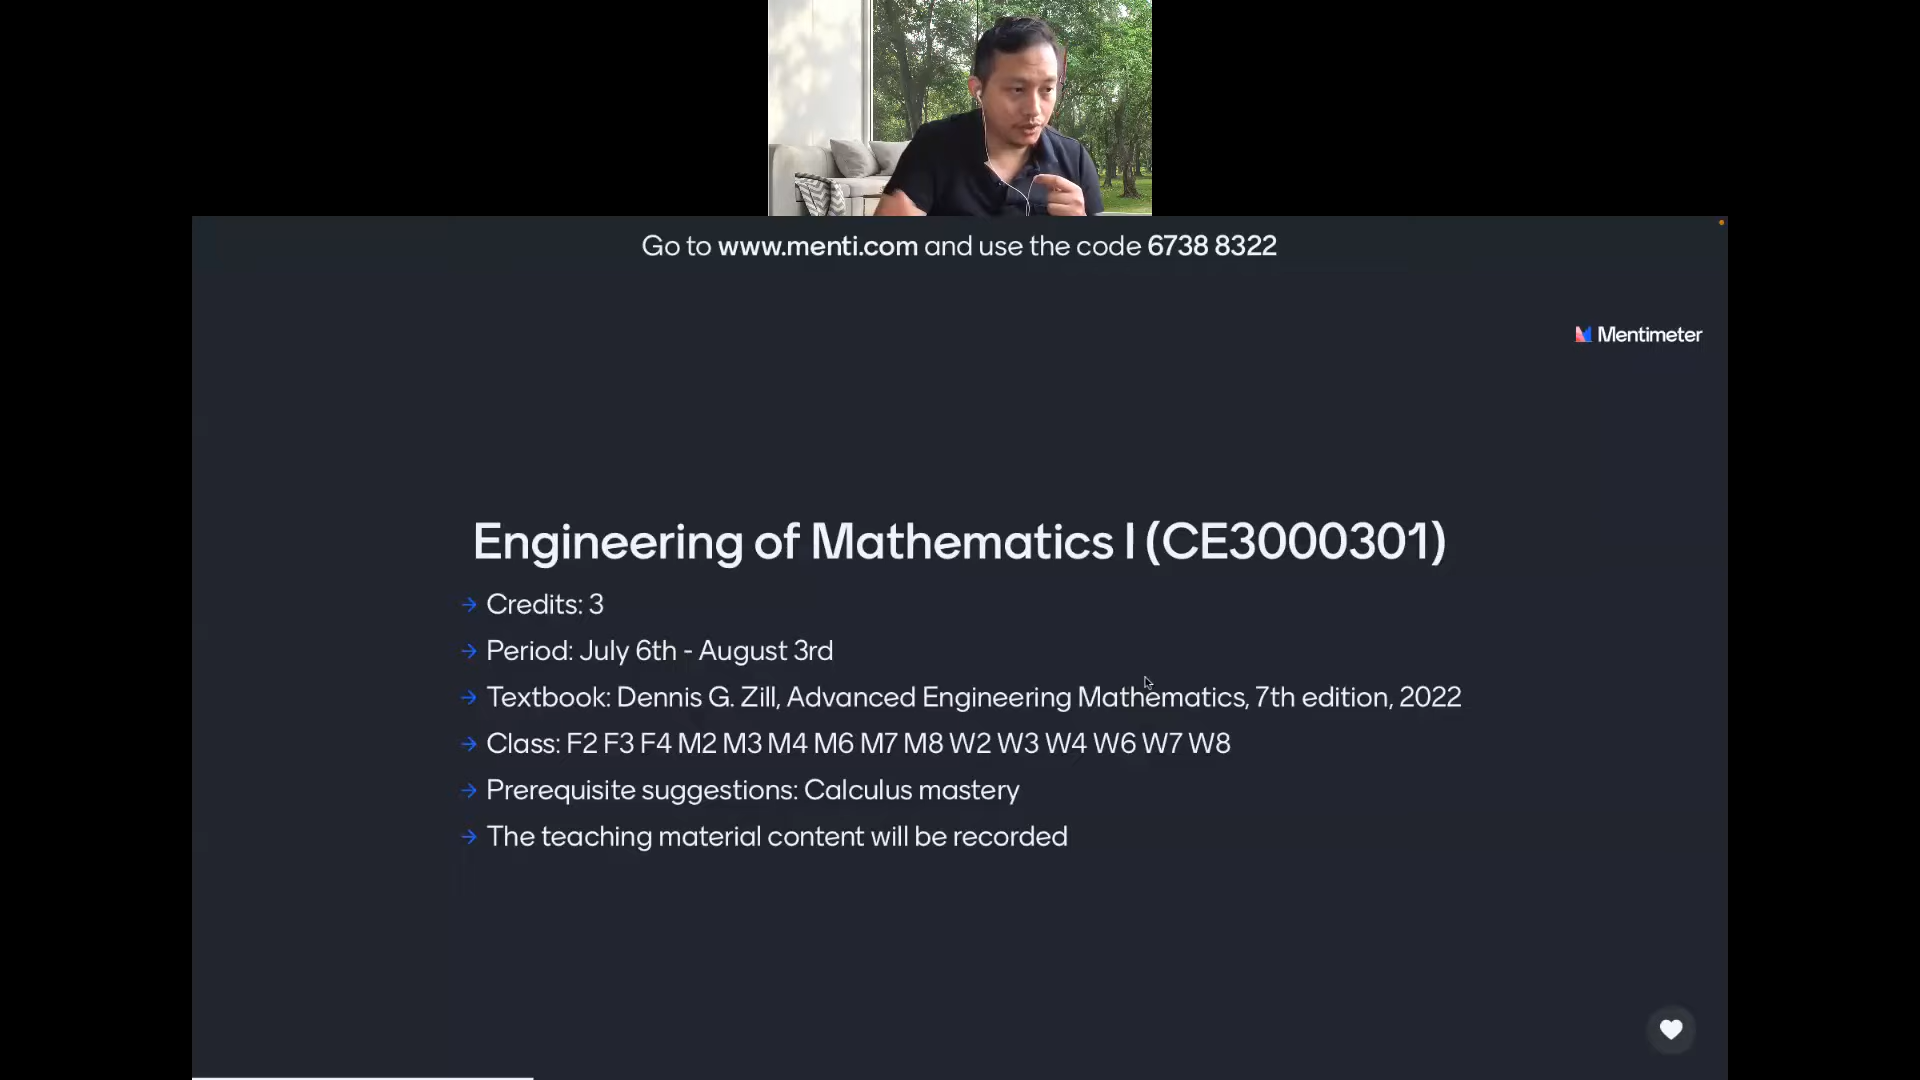 Go to www.menti.com and use the code 6738 8322
Mentimeter
Engineering of Mathematics I (CE3000301)
→ Credits: 3
→ Period: July 6th - August 3rd
→ Textbook: Dennis G. Zill, Advanced Engineering Mathematics, 7th edition, 2022
→ Class: F2 F3 F4 M2 M3 M4 M6 M7 M8 W2 W3 W4 W6 W7 W8
→ Prerequisite suggestions: Calculus mastery
→ The teaching material content will be recorded